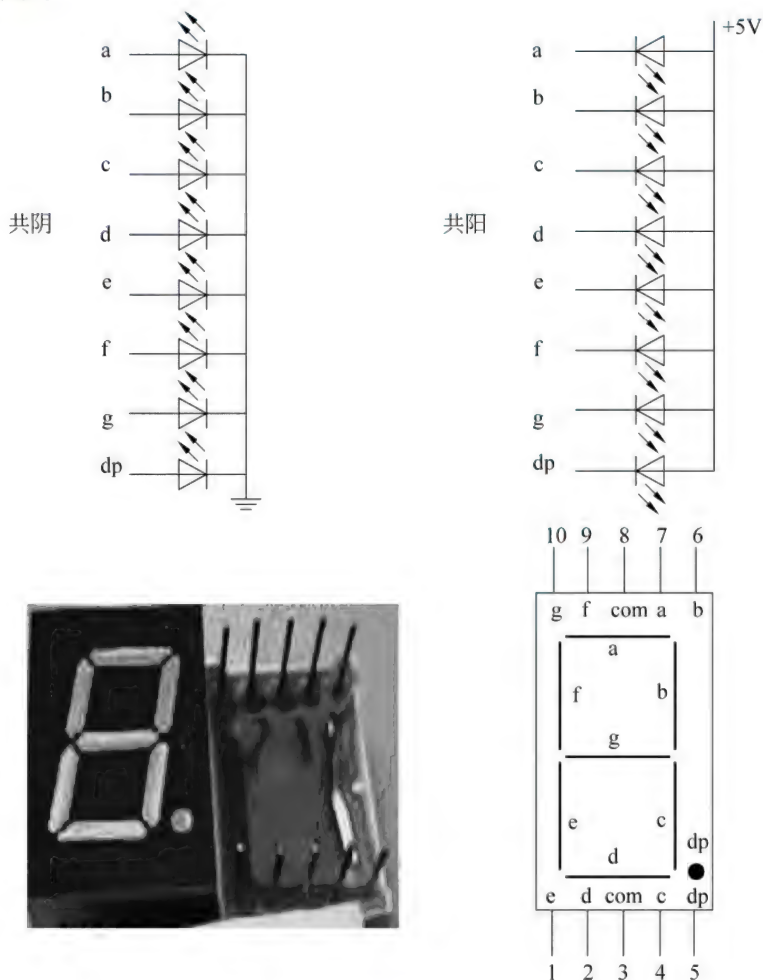 共阴
a
b
c
d
e
f
g
dp
共阳
+5V
a
b
c
d
e
f
g
dp
10 9 8 7 6
g f com a b
a
f b
g
e c
d
dp
e d com c dp
1 2 3 4 5